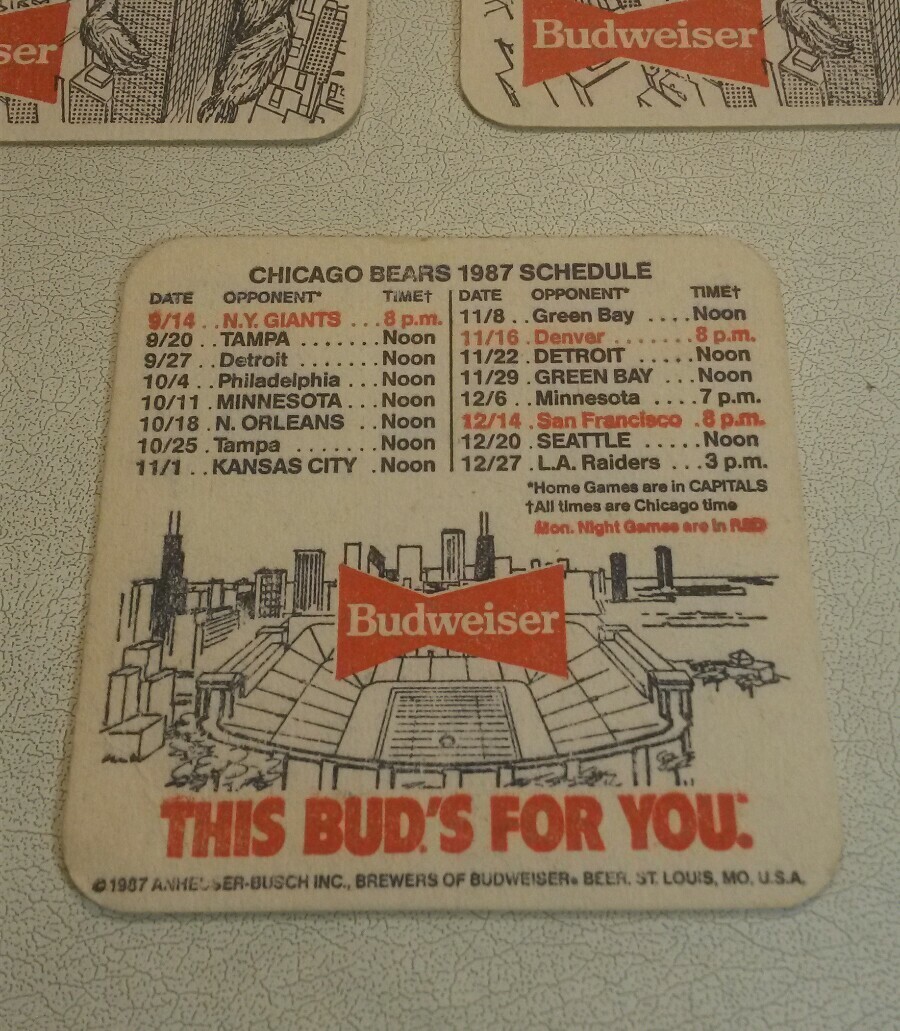 ser
Budweiser
CHICAGO BEARS 1987 SCHEDULE
DATE OPPONENT* TIME†
9/14 . . N.Y. GIANTS . . . 8 p.m.
9/20 . . TAMPA . . . . . . . . Noon
9/27 . . Detroit . . . . . . . Noon
10/4 . . Philadelphia . . . Noon
10/11 . MINNESOTA . . . Noon
10/18 . N. ORLEANS . . Noon
10/25 . Tampa . . . . . . . Noon
11/1 . . KANSAS CITY . Noon
DATE OPPONENT* TIME†
11/8 . . Green Bay . . . . Noon
11/16 . Denver . . . . . . . 8 p.m.
11/22 . DETROIT . . . . . Noon
11/29 . GREEN BAY . . . Noon
12/6 . . Minnesota . . . . 7 p.m.
12/14 . San Francisco . 8 p.m.
12/20 . SEATTLE . . . . . Noon
12/27 . L.A. Raiders . . . 3 p.m.
*Home Games are in CAPITALS
†All times are Chicago time
Mon. Night Games are in RED
Budweiser
THIS BUD'S FOR YOU.
©1987 ANHEUSER-BUSCH INC., BREWERS OF BUDWEISER® BEER, ST. LOUIS, MO. U.S.A.